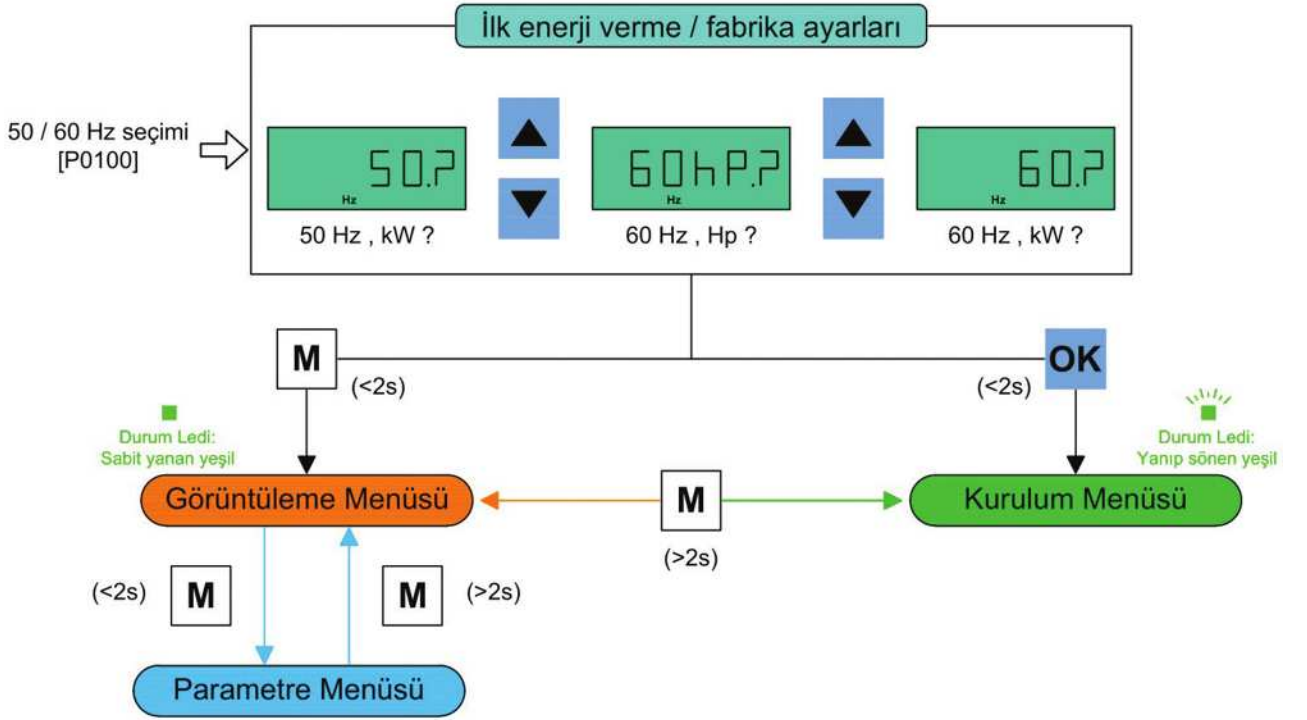 İlk enerji verme / fabrika ayarları
50 / 60 Hz seçimi
[P0100]
50.?
Hz
60hP.?
Hz
60.?
Hz
50 Hz , kW ?
60 Hz , Hp ?
60 Hz , kW ?
M
(<2s)
OK
(<2s)
Durum Ledi:
Sabit yanan yeşil
Durum Ledi:
Yanıp sönen yeşil
Görüntüleme Menüsü
M
(>2s)
Kurulum Menüsü
(<2s)
M
M
(>2s)
Parametre Menüsü